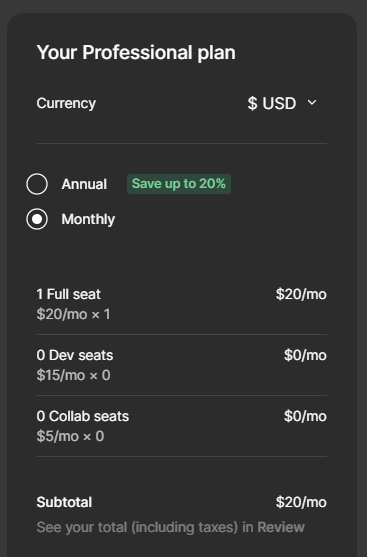 Your Professional plan
Currency $ USD
Annual Save up to 20%
Monthly
1 Full seat $20/mo
$20/mo × 1
0 Dev seats $0/mo
$15/mo × 0
0 Collab seats $0/mo
$5/mo × 0
Subtotal $20/mo
See your total (including taxes) in Review